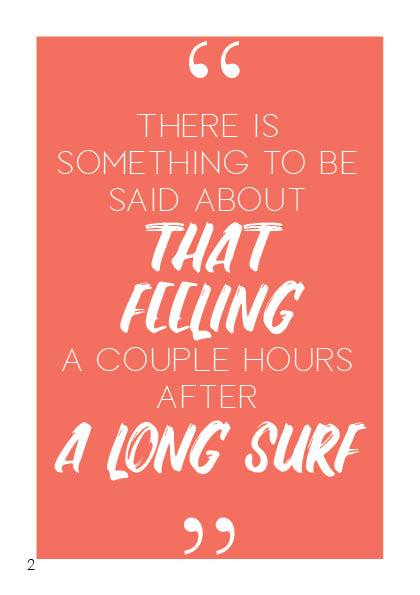 “
THERE IS
SOMETHING TO BE
SAID ABOUT
THAT
FEELING
A COUPLE HOURS
AFTER
A LONG SURF
”
2